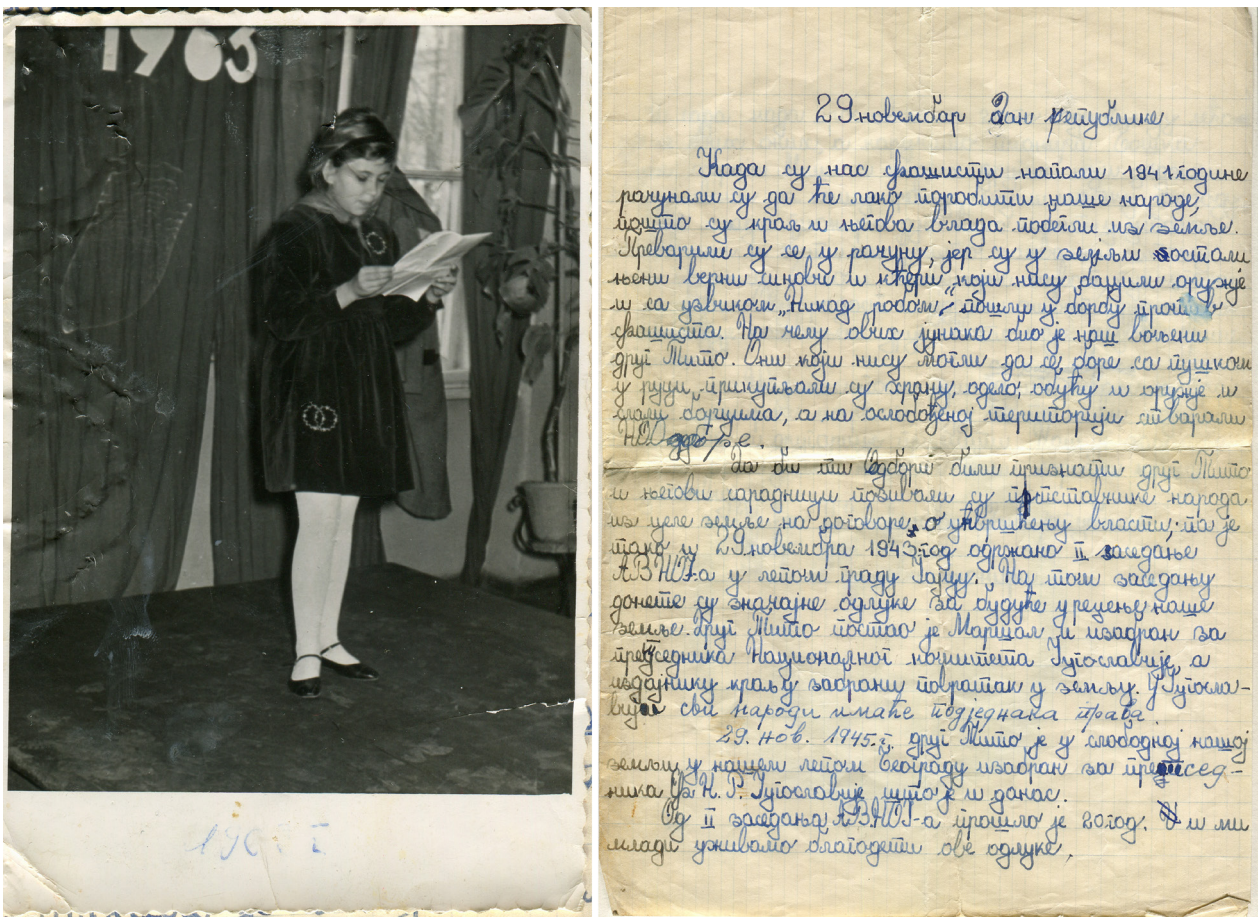 1963
29 новембар Дан републике
Када су нас фашисти напали 1941 године
рачунали су да ће лако поробити наше народе,
пошто су краљ и његова влада побегли из земље.
Преварили су се у рачуну, јер су у земљи остали
њени верни синови и кћери, који нису бацили оружје
и са узвиком „Никад робом", пошли у борбу против
фашиста. На челу ових јунака био је наш вољени
друг Тито. Они који нису могли да се боре са пушком
у руци, прикупљали су храну, одело, обућу и оружје и
слали борцима, а на ослобођеној територији стварали
НОО
Да би ти Одбори били признати друг Тито
и његови сарадници позивали су претставнике народа
из целе земље на договоре о учвршћењу власти, па је
тако и 29 новембра 1943 год одржано II заседање
АВНОЈ-а у лепом граду Јајцу. На том заседању
донете су значајне одлуке за будуће уређење наше
земље. Друг Тито постао је Маршал и изабран за
председника Националног комитета Југославије, а
издајнику краљу забрани повратак у земљу. У Југосла-
вији сви народи имаће подједнака права.
29. нов. 1945.г. друг Тито је у слободној нашој
земљи у нашем лепом Београду изабран за претсед-
ника Ф.Н.Р. Југославије што је и данас.
Од II заседања АВНОЈ-а прошло је 20 год. и ми
млади уживамо благодети ове одлуке.